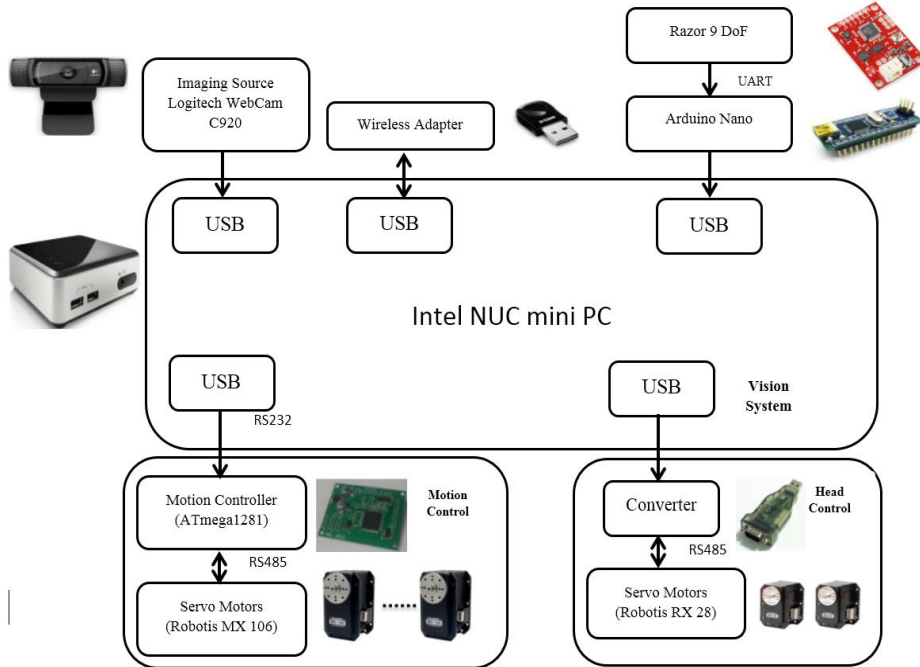 Razor 9 DoF
Imaging Source
Logitech WebCam
C920
Wireless Adapter
UART
Arduino Nano
USB
USB
USB
Intel NUC mini PC
USB
USB
Vision
System
RS232
Motion Controller
(ATmega1281)
Motion
Control
Converter
Head
Control
RS485
RS485
Servo Motors
(Robotis MX 106)
Servo Motors
(Robotis RX 28)